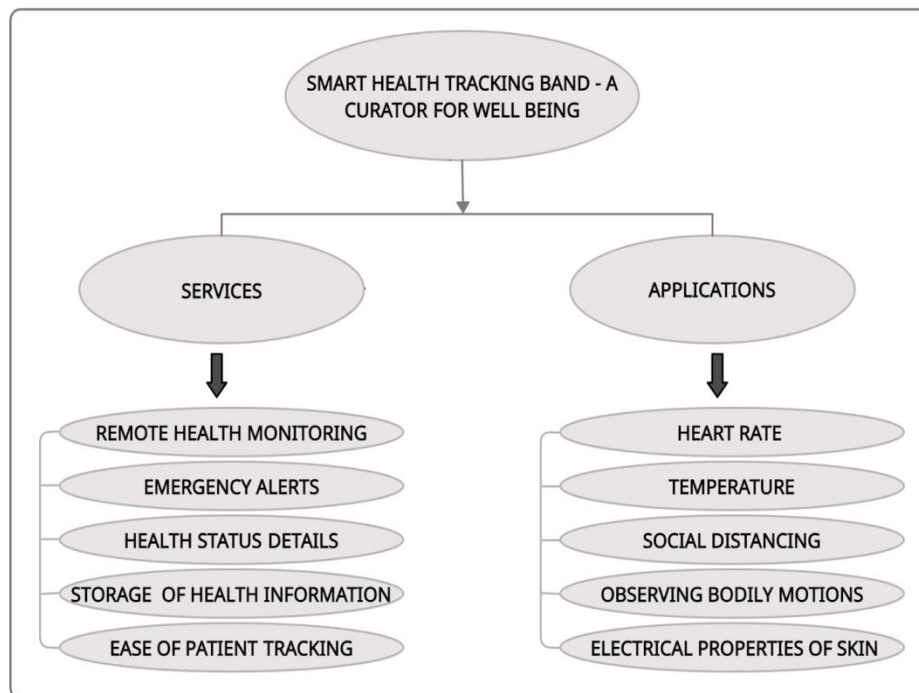 SMART HEALTH TRACKING BAND - A
CURATOR FOR WELL BEING
SERVICES
APPLICATIONS
REMOTE HEALTH MONITORING
EMERGENCY ALERTS
HEALTH STATUS DETAILS
STORAGE OF HEALTH INFORMATION
EASE OF PATIENT TRACKING
HEART RATE
TEMPERATURE
SOCIAL DISTANCING
OBSERVING BODILY MOTIONS
ELECTRICAL PROPERTIES OF SKIN